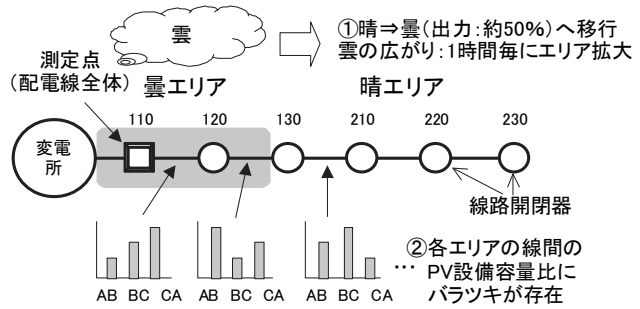 雲
①晴⇒曇(出力:約50%)へ移行
雲の広がり:1時間毎にエリア拡大
測定点
(配電線全体)
曇エリア
晴エリア
110 120 130 210 220 230
変電
所
線路開閉器
AB BC CA AB BC CA AB BC CA
…
②各エリアの線間の
PV設備容量比に
バラツキが存在